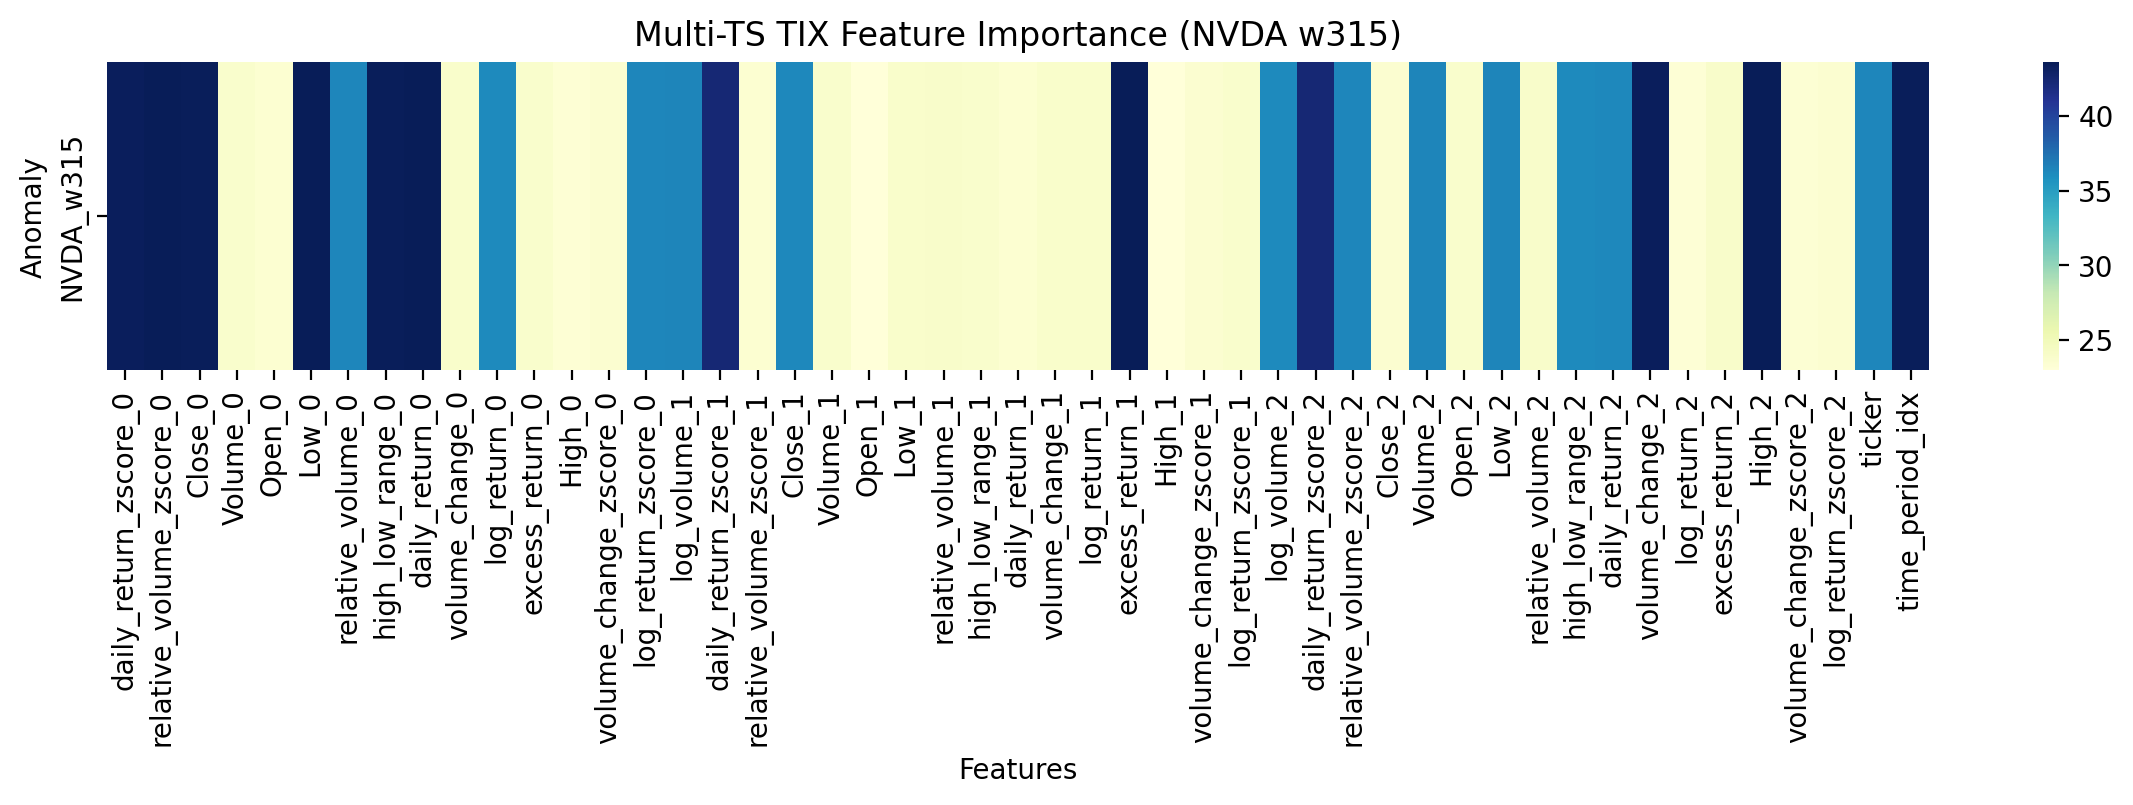 Multi-TS TIX Feature Importance (NVDA w315)
Anomaly
NVDA_w315
40
35
30
25
daily_return_zscore_0
relative_volume_zscore_0
Close_0
Volume_0
Open_0
Low_0
relative_volume_0
high_low_range_0
daily_return_0
volume_change_0
log_return_0
excess_return_0
High_0
volume_change_zscore_0
log_return_zscore_0
log_volume_1
daily_return_zscore_1
relative_volume_zscore_1
Close_1
Volume_1
Open_1
Low_1
relative_volume_1
high_low_range_1
daily_return_1
volume_change_1
log_return_1
excess_return_1
High_1
volume_change_zscore_1
log_return_zscore_1
log_volume_2
daily_return_zscore_2
relative_volume_zscore_2
Close_2
Volume_2
Open_2
Low_2
relative_volume_2
high_low_range_2
daily_return_2
volume_change_2
log_return_2
excess_return_2
High_2
volume_change_zscore_2
log_return_zscore_2
ticker
time_period_idx
Features